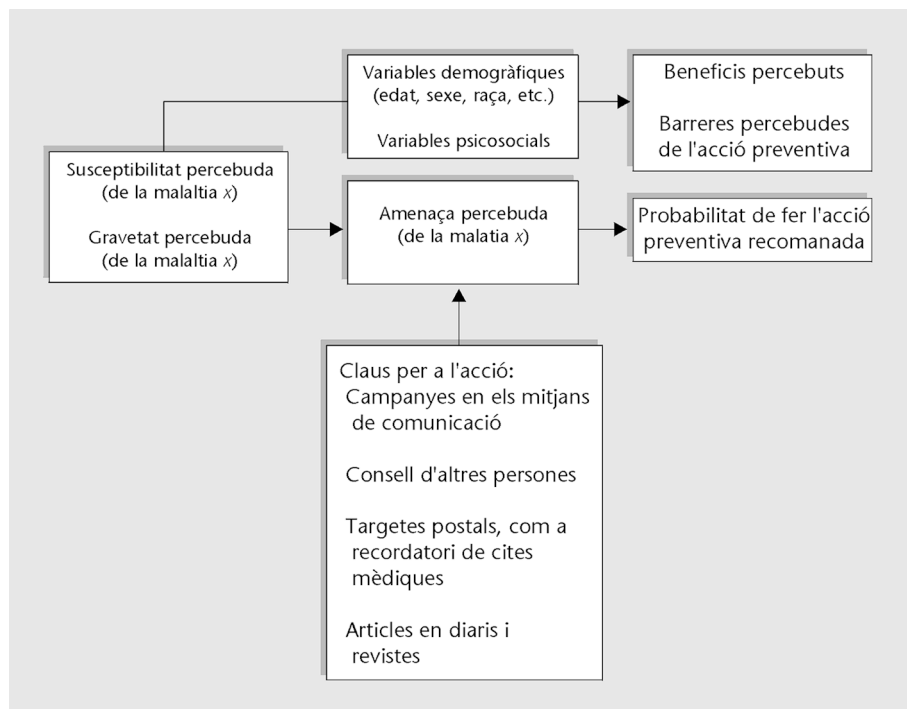 Variables demogràfiques
(edat, sexe, raça, etc.)
Variables psicosocials
Beneficis percebuts
Barreres percebudes
de l'acció preventiva
Susceptibilitat percebuda
(de la malaltia x)
Gravetat percebuda
(de la malaltia x)
Amenaça percebuda
(de la malatia x)
Probabilitat de fer l'acció
preventiva recomanada
Claus per a l'acció:
Campanyes en els mitjans
de comunicació
Consell d'altres persones
Targetes postals, com a
recordatori de cites
mèdiques
Articles en diaris i
revistes